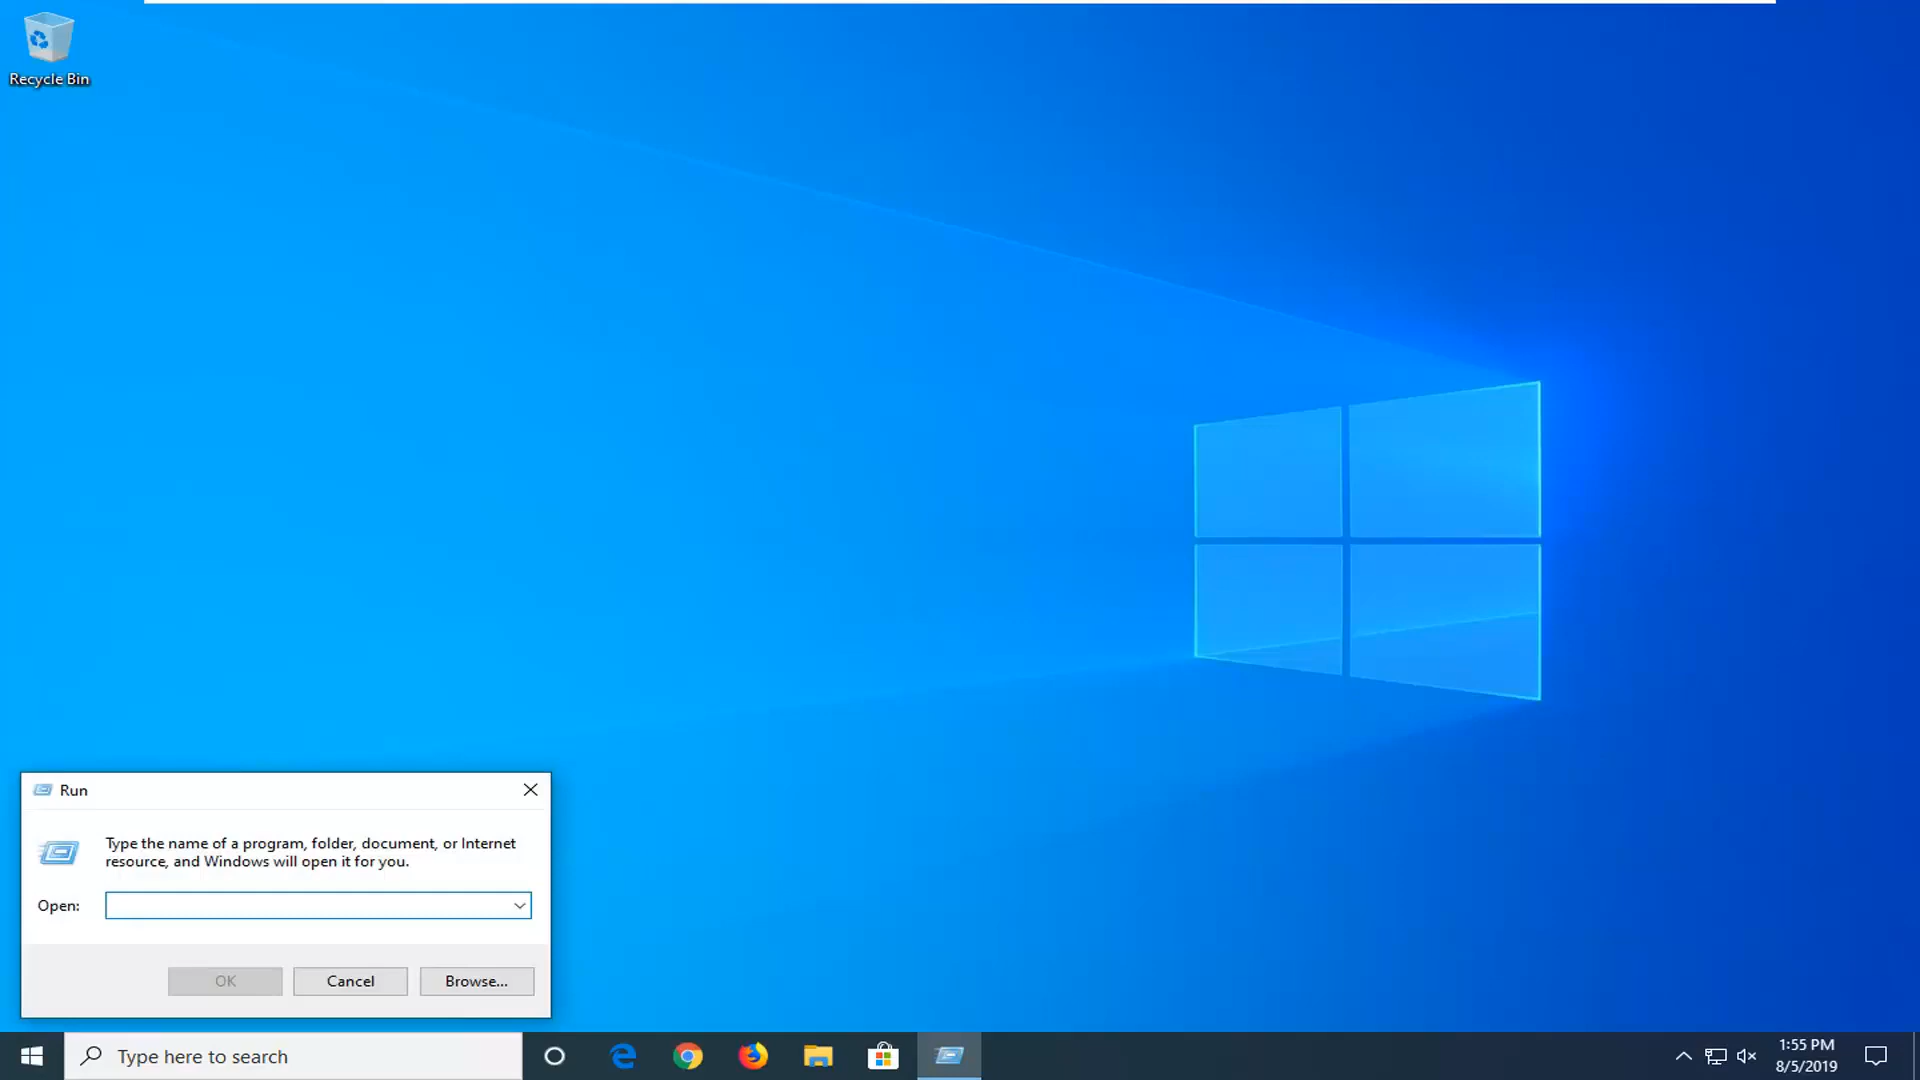 Recycle Bin
Run
Type the name of a program, folder, document, or Internet
resource, and Windows will open it for you.
Open:
OK
Cancel
Browse...
Type here to search
1:55 PM
8/5/2019